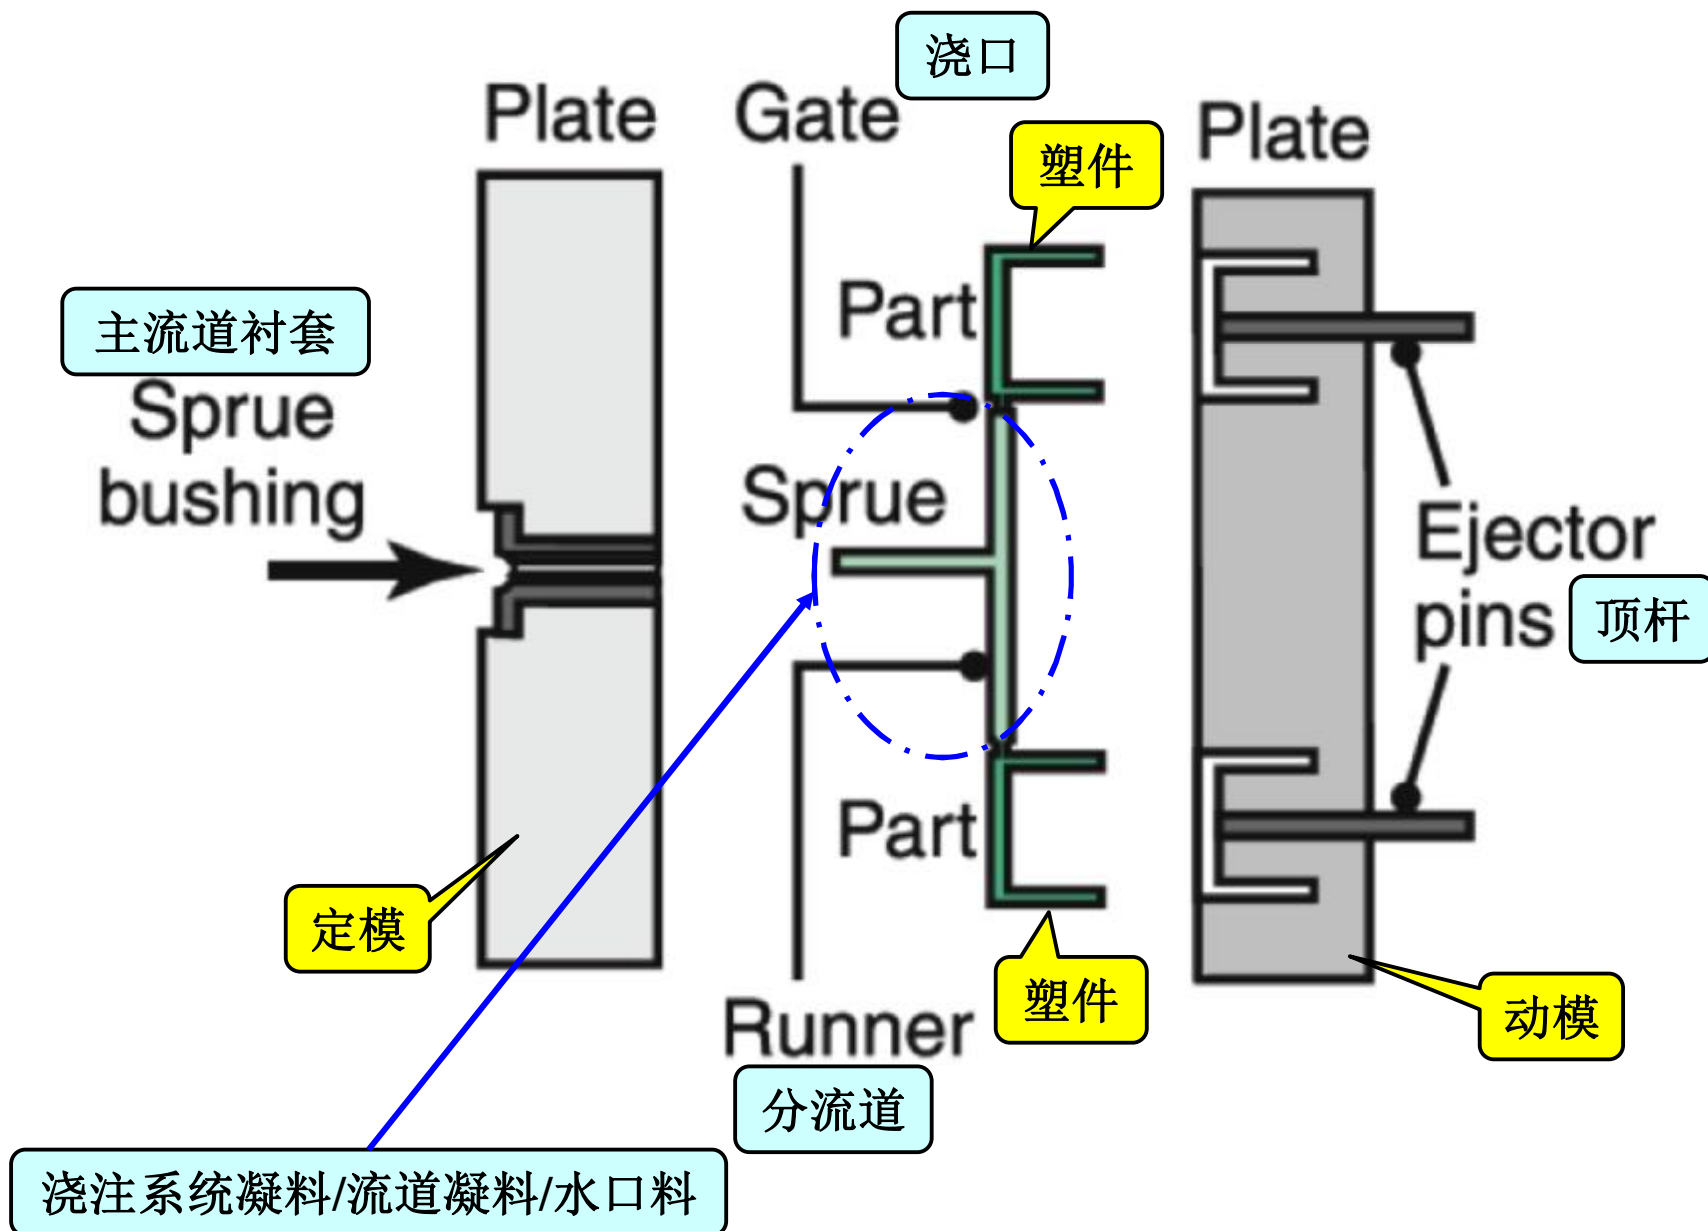 浇口
Plate
Gate
Plate
塑件
Part
主流道衬套
Sprue
bushing
Sprue
Ejector
pins
顶杆
Part
定模
塑件
动模
Runner
分流道
浇注系统凝料/流道凝料/水口料